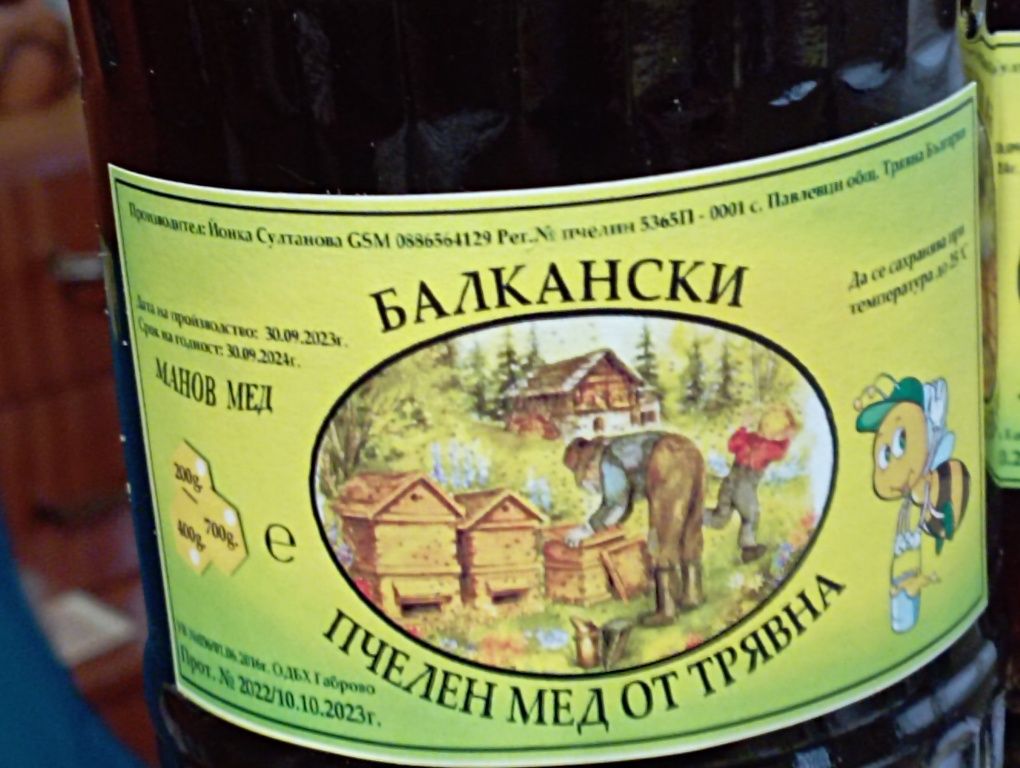 Производител: Йонка Султанова GSM 0886564129 Рег.№ пчелин 5365П - 0001 с. Павлевци общ. Трявна България
БАЛКАНСКИ
Да се сахранява при
температура до 25°C
Дата на производство: 30.09.2023г.
Срок на годност: 30.09.2024г.
МАНОВ МЕД
200g.
700g.
400g.
e
ПЧЕЛЕН МЕД ОТ ТРЯВНА
ОДБХ Габрово
Прот. № 2022/10.10.2023г.